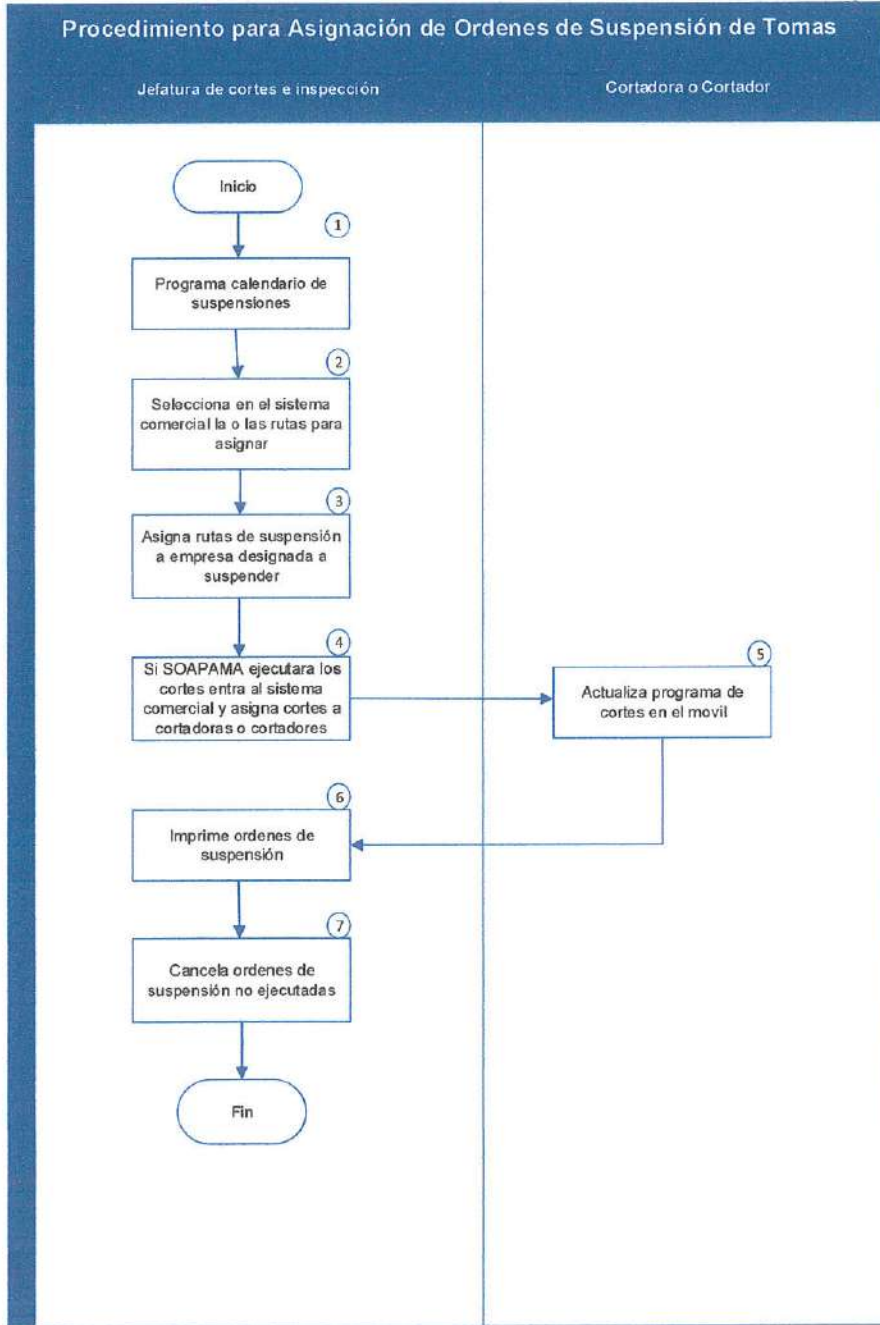 Procedimiento para Asignación de Ordenes de Suspensión de Tomas
Jefatura de cortes e inspección
Cortadora o Cortador
Inicio
1
Programa calendario de
suspensiones
2
Selecciona en el sistema
comercial la o las rutas para
asignar
3
Asigna rutas de suspensión
a empresa designada a
suspender
4
Si SOAPAMA ejecutara los
cortes entra al sistema
comercial y asigna cortes a
cortadoras o cortadores
5
Actualiza programa de
cortes en el movil
6
Imprime ordenes de
suspensión
7
Cancela ordenes de
suspensión no ejecutadas
Fin